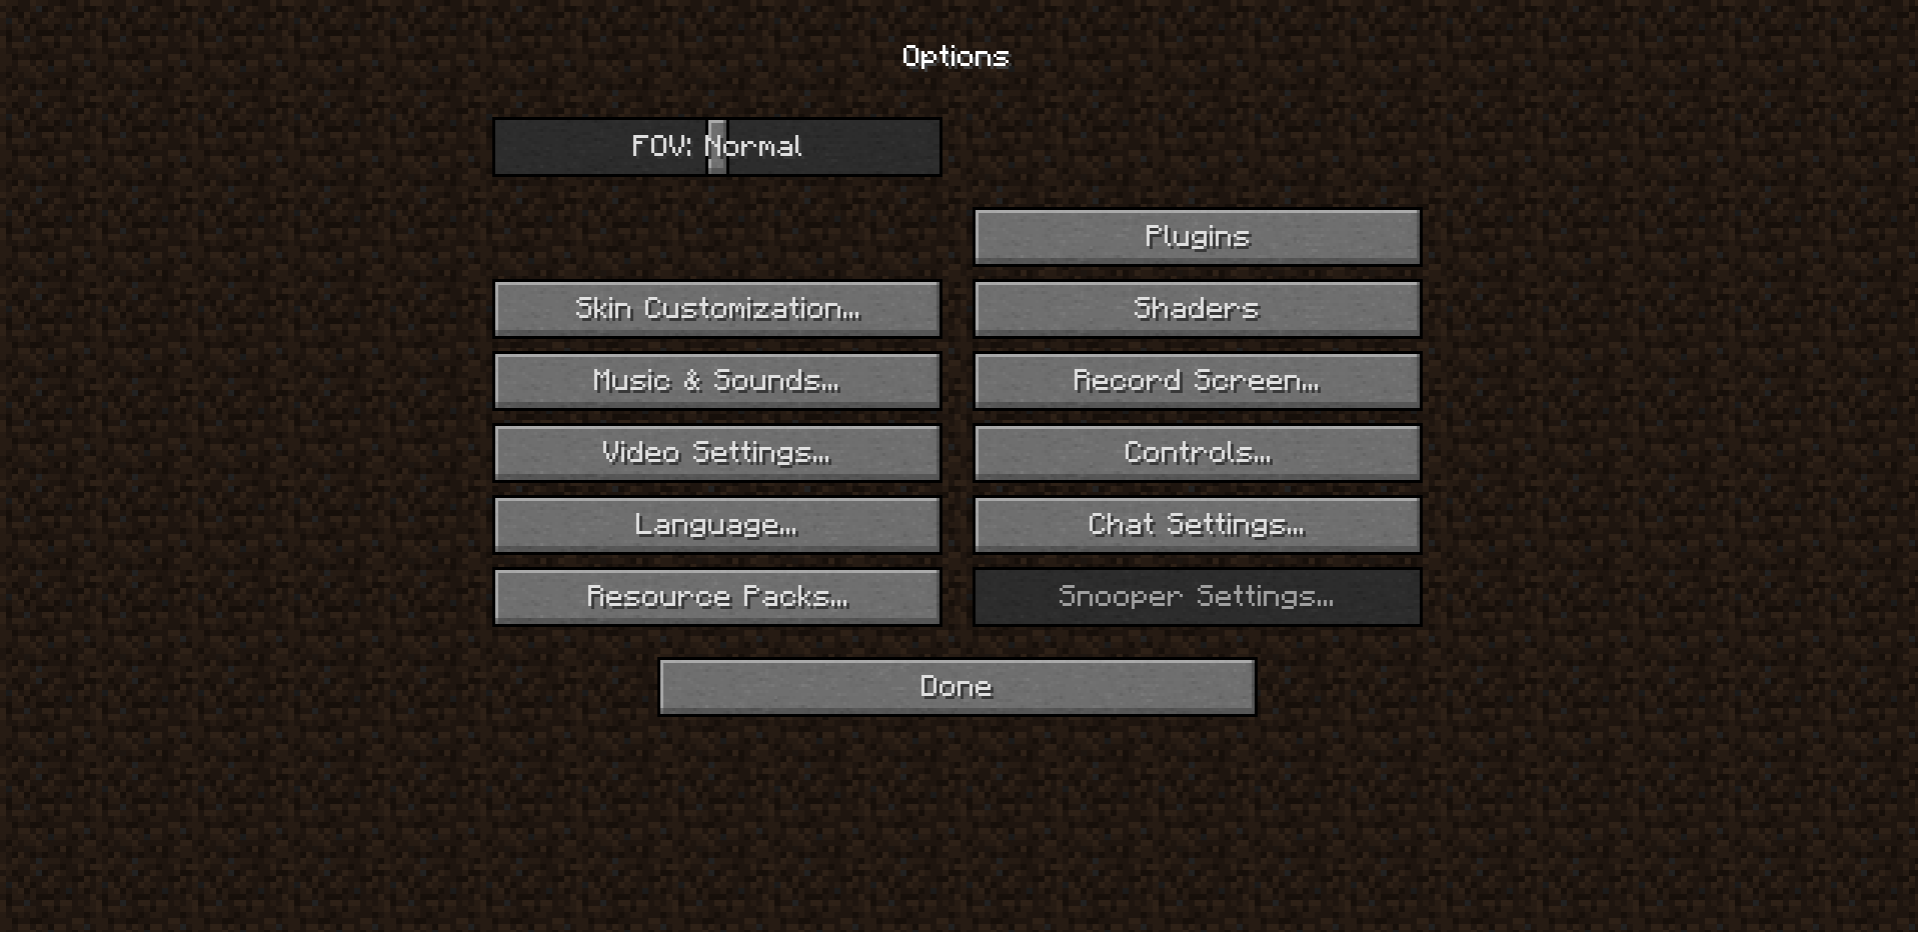 Options
FOV: Normal
Plugins
Skin Customization...
Shaders
Music & Sounds...
Record Screen...
Video Settings...
Controls...
Language...
Chat Settings...
Resource Packs...
Snooper Settings...
Done